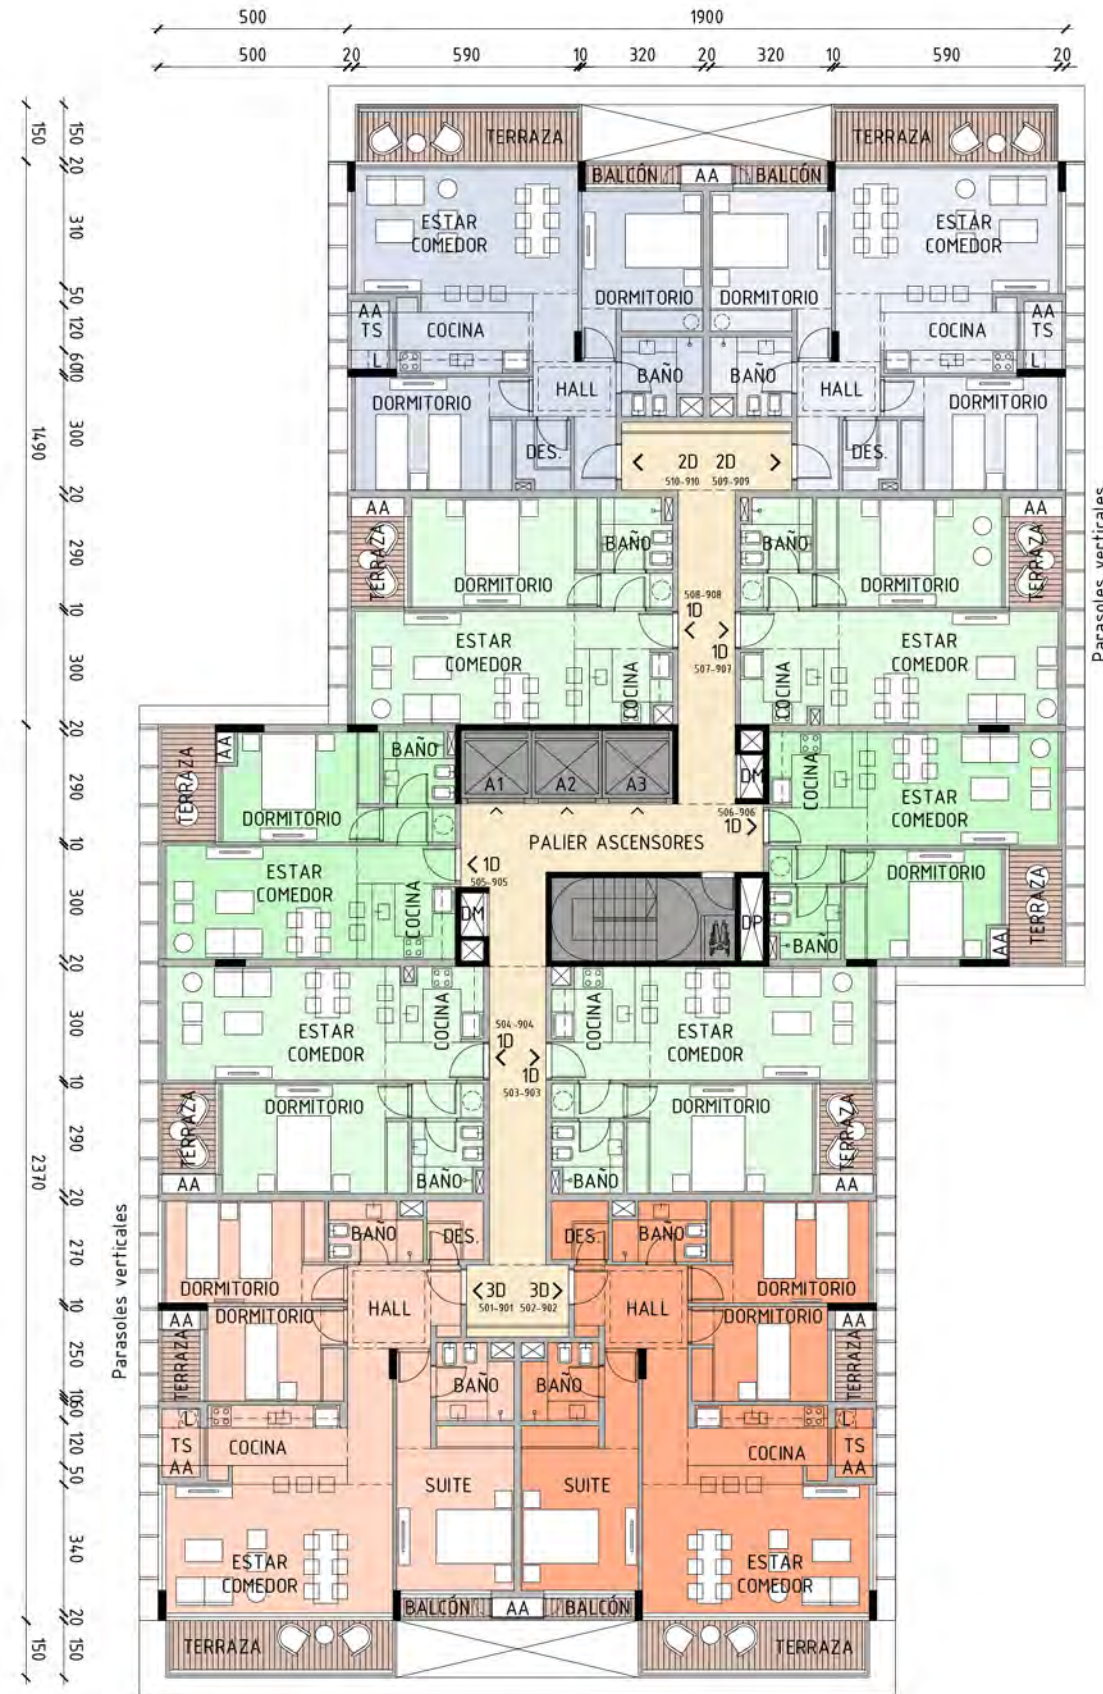 500 1900
500 20 590 10 320 20 320 10 590 20
150 150
20
310
50
120
60
10
300
1490
20
290
10
300
20
290
10
300
20
300
10
290
2370
20
270
10
250
10
60
120
50
340
20
150 150
TERRAZA TERRAZA
BALCÓN AA BALCÓN
ESTAR COMEDOR ESTAR COMEDOR
DORMITORIO DORMITORIO
AA TS L COCINA COCINA AA TS L
BAÑO BAÑO
HALL HALL
DORMITORIO DORMITORIO
DES. DES.
2D 2D
510-910 509-909
AA AA
TERRAZA BAÑO BAÑO TERRAZA
DORMITORIO DORMITORIO
Parasoles verticales
508-908
1D
1D
507-907
ESTAR COMEDOR COCINA COCINA ESTAR COMEDOR
TERRAZA AA BAÑO A1 A2 A3 DM COCINA
DORMITORIO
506-906
1D
ESTAR COMEDOR
PALIER ASCENSORES
1D
505-905
ESTAR COMEDOR COCINA DM DP
DORMITORIO TERRAZA
BAÑO AA
COCINA COCINA
504-904
1D
1D
503-903
ESTAR COMEDOR ESTAR COMEDOR
DORMITORIO DORMITORIO
TERRAZA TERRAZA
AA BAÑO BAÑO AA
Parasoles verticales
BAÑO DES. DES. BAÑO
DORMITORIO DORMITORIO
3D 3D
501-901 502-902
HALL HALL
AA DORMITORIO DORMITORIO AA
TERRAZA TERRAZA
BAÑO BAÑO
L L
TS COCINA COCINA TS
AA AA
SUITE SUITE
ESTAR COMEDOR ESTAR COMEDOR
BALCÓN AA BALCÓN
TERRAZA TERRAZA